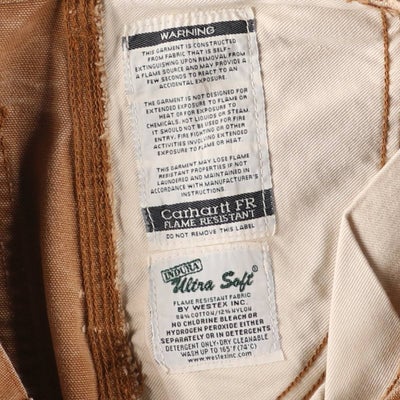 WARNING
THIS GARMENT IS CONSTRUCTED
FROM FABRIC THAT IS SELF-
EXTINGUISHING UPON REMOVAL FROM
A FLAME SOURCE AND MAY PROVIDE A
FEW SECONDS TO REACT TO AN
ACCIDENTAL EXPOSURE.
THE GARMENT IS NOT DESIGNED FOR
EXTENDED EXPOSURE TO FLAME OR
HEAT OR FOR EXPOSURE TO
CHEMICALS, HOT LIQUIDS OR STEAM.
IT SHOULD NOT BE USED FOR FIRE
ENTRY, FIRE FIGHTING OR OTHER
ACTIVITIES INVOLVING EXTENDED
EXPOSURE TO FLAME OR HEAT.
THIS GARMENT MAY LOSE FLAME
RESISTANT PROPERTIES IF NOT
LAUNDERED AND MAINTAINED IN
ACCORDANCE WITH MANUFACTURER'S
INSTRUCTIONS.
Carhartt FR
FLAME RESISTANT
DO NOT REMOVE THIS LABEL
INDURA
Ultra Soft®
FLAME RESISTANT FABRIC
BY WESTEX INC.
88% COTTON/12% NYLON
NO CHLORINE BLEACH OR
HYDROGEN PEROXIDE EITHER
SEPARATELY OR IN DETERGENTS.
DETERGENT ONLY-DRY CLEANABLE
WASH UP TO 165°F (74°C)
www.westexinc.com